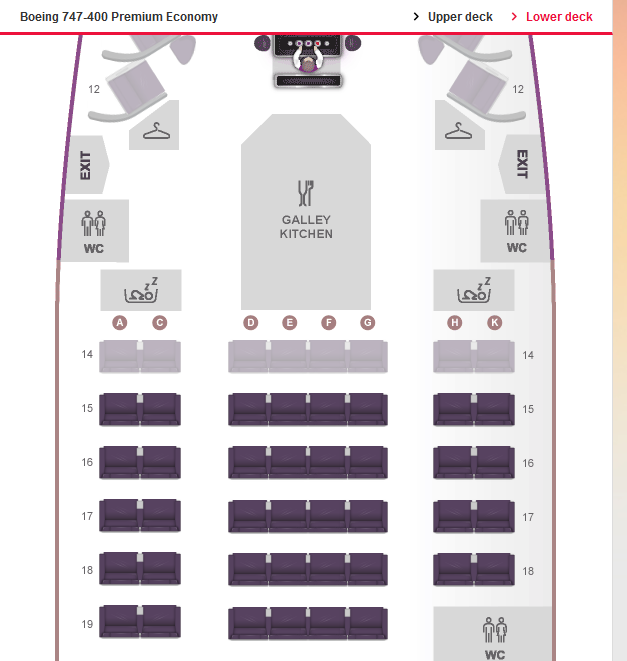 Boeing 747-400 Premium Economy
Upper deck
Lower deck
12
12
EXIT
EXIT
WC
WC
GALLEY
KITCHEN
z Z
z Z
A C D E F G H K
14 14
15 15
16 16
17 17
18 18
19
WC